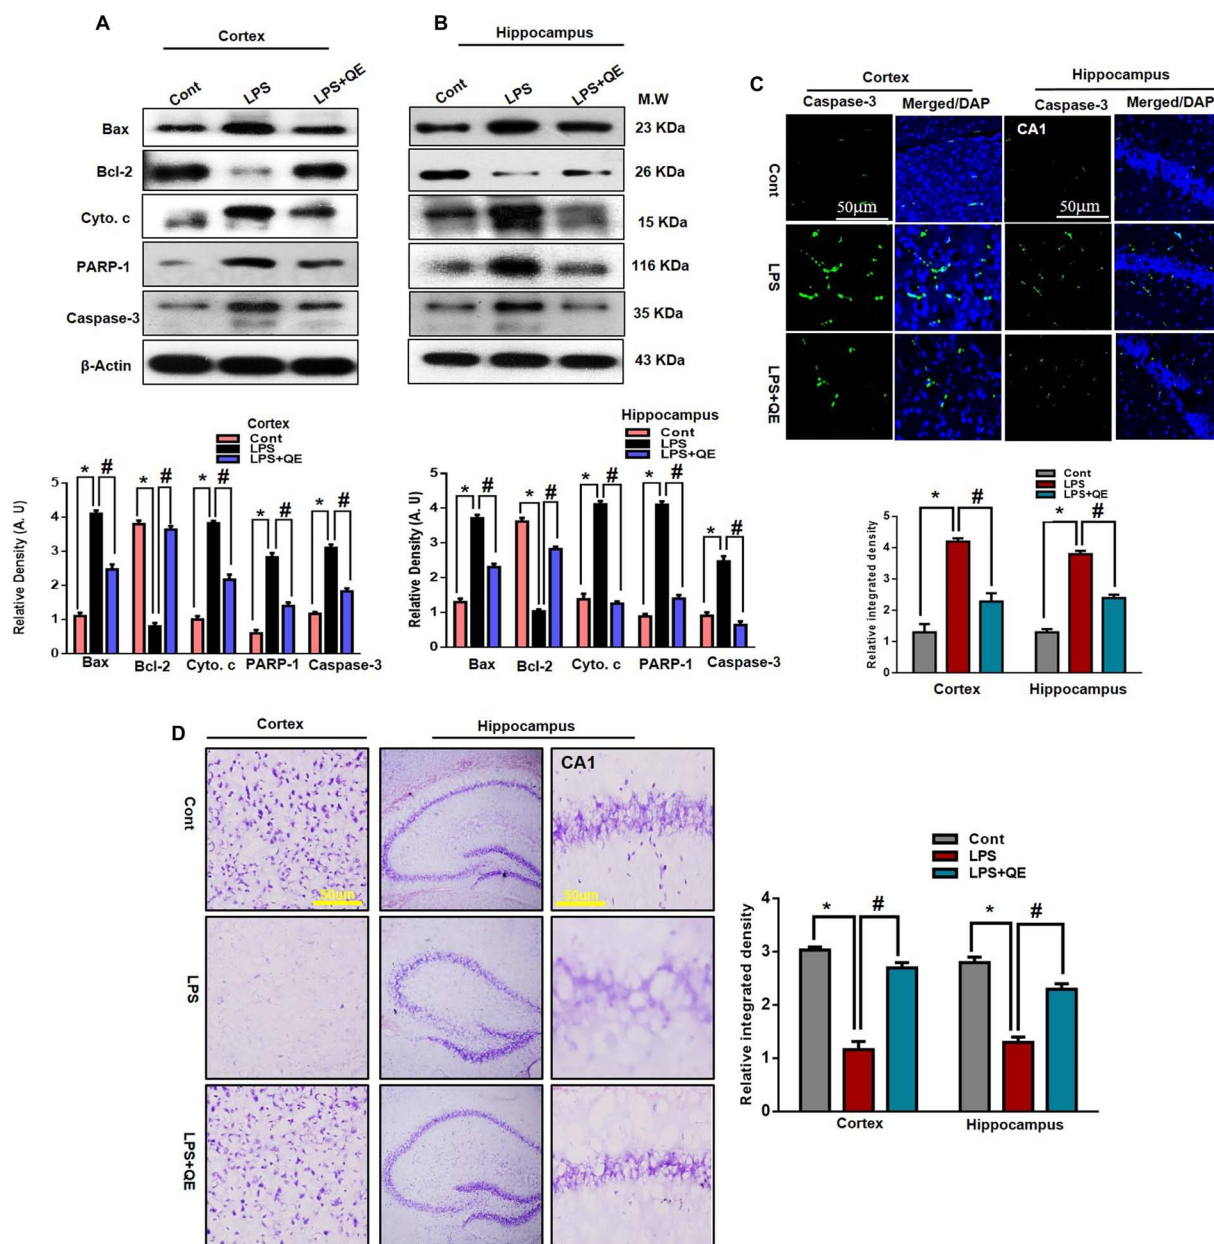 A
Cortex
Cont
LPS
LPS+QE
Bax
Bcl-2
Cyto. c
PARP-1
Caspase-3
β-Actin
B
Hippocampus
Cont
LPS
LPS+QE
M.W
23 KDa
26 KDa
15 KDa
116 KDa
35 KDa
43 KDa
C
Cortex
Hippocampus
Caspase-3
Merged/DAP
Caspase-3
Merged/DAP
Cont
CA1
50µm
50µm
LPS
LPS+QE
Cortex
Cont
LPS
LPS+QE
Relative Density (A. U)
5
4
3
2
1
0
* #
* #
* #
* #
* #
Bax
Bcl-2
Cyto. c
PARP-1
Caspase-3
Hippocampus
Cont
LPS
LPS+QE
Relative Density (A. U)
5
4
3
2
1
0
* #
* #
* #
* #
* #
Bax
Bcl-2
Cyto. c
PARP-1
Caspase-3
Cont
LPS
LPS+QE
Relative integrated density
5
4
3
2
1
0
* #
* #
Cortex
Hippocampus
D
Cortex
Hippocampus
Cont
50um
CA1
50um
LPS
LPS+QE
Cont
LPS
LPS+QE
Relative integrated density
4
3
2
1
0
* #
* #
Cortex
Hippocampus